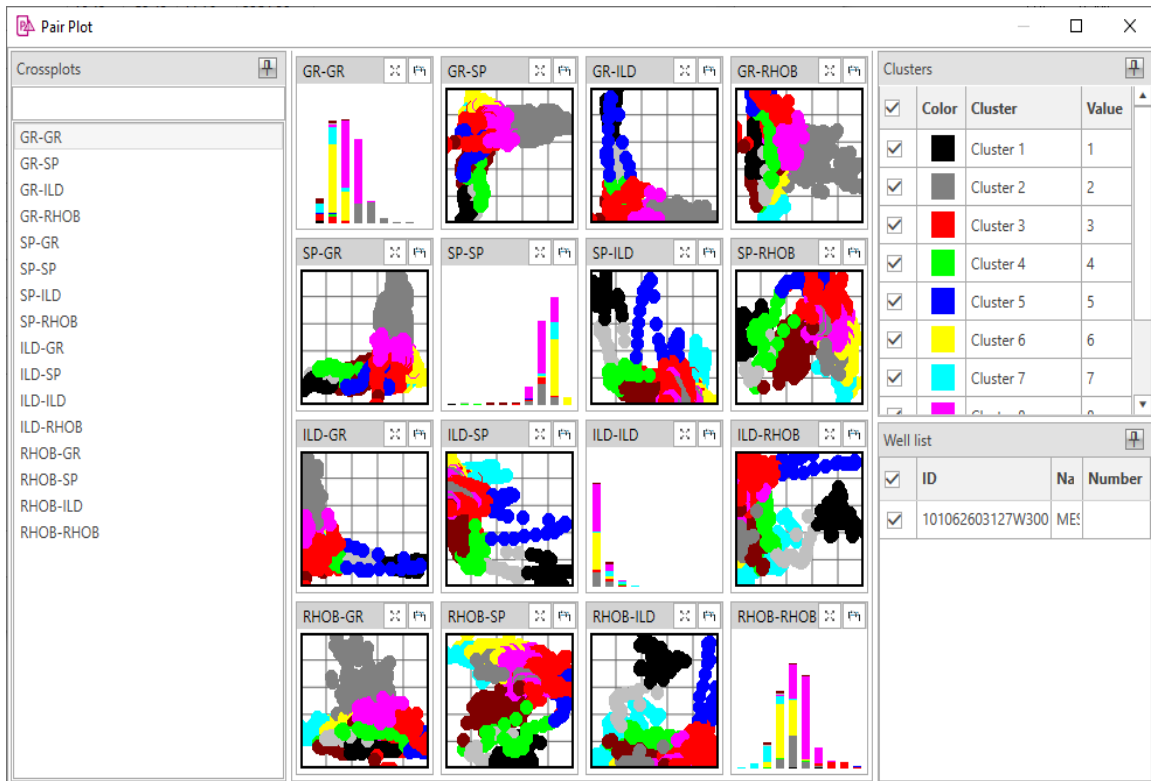 Pair Plot
Crossplots
GR-GR
GR-SP
GR-ILD
GR-RHOB
SP-GR
SP-SP
SP-ILD
SP-RHOB
ILD-GR
ILD-SP
ILD-ILD
ILD-RHOB
RHOB-GR
RHOB-SP
RHOB-ILD
RHOB-RHOB
GR-GR GR-SP GR-ILD GR-RHOB
SP-GR SP-SP SP-ILD SP-RHOB
ILD-GR ILD-SP ILD-ILD ILD-RHOB
RHOB-GR RHOB-SP RHOB-ILD RHOB-RHOB
Clusters
Color Cluster Value
Cluster 1 1
Cluster 2 2
Cluster 3 3
Cluster 4 4
Cluster 5 5
Cluster 6 6
Cluster 7 7
Well list
ID Na Number
101062603127W300 MES